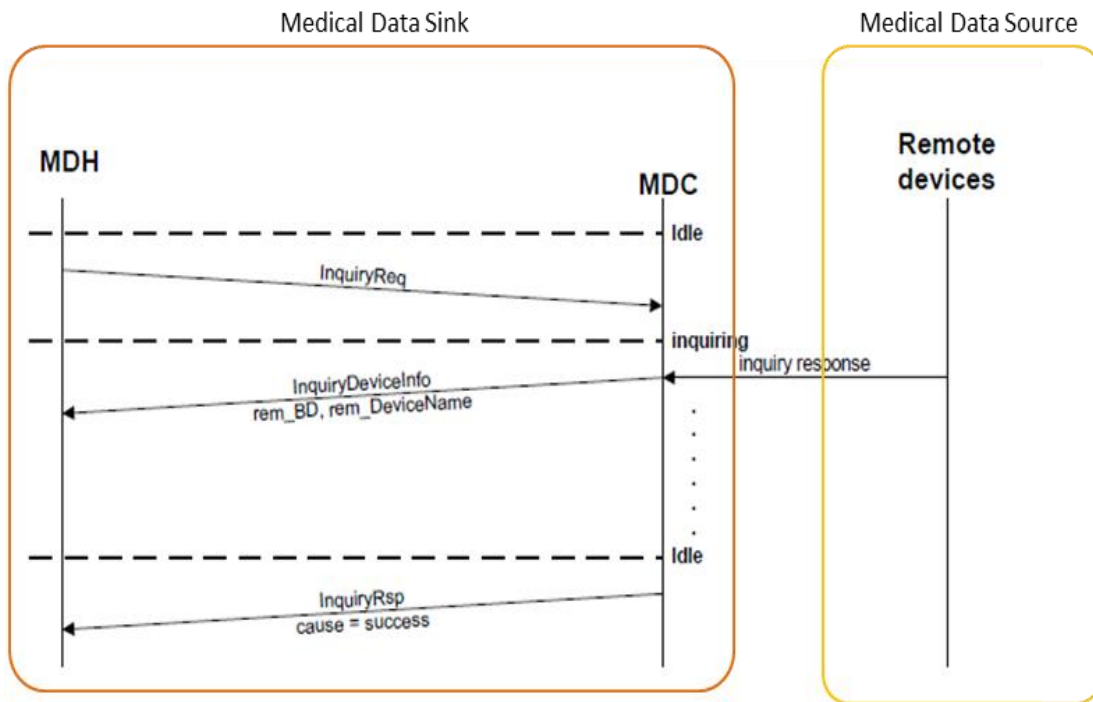 Medical Data Sink
Medical Data Source
MDH
MDC
Remote
devices
Idle
InquiryReq
inquiring
inquiry response
InquiryDeviceInfo
rem_BD, rem_DeviceName
Idle
InquiryRsp
cause = success